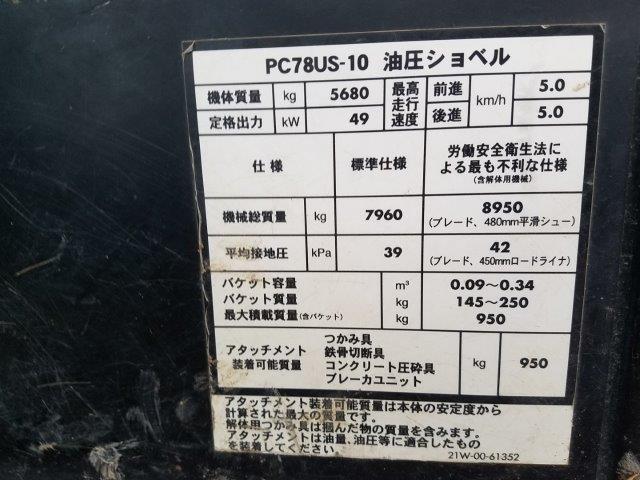 PC78US-10 油圧ショベル
機体質量 kg 5680 最高走行速度 前進 km/h 5.0
定格出力 kW 49 後進 5.0
仕様 標準仕様 労働安全衛生法による最も不利な仕様 (含解体用機械)
機械総質量 kg 7960 8950 (ブレード、480mm平滑シュー)
平均接地圧 kPa 39 42 (ブレード、450mmロードライナ)
バケット容量 m³ 0.09〜0.34
バケット質量 kg 145〜250
最大積載質量(含バケット) kg 950
アタッチメント装着可能質量 つかみ具 鉄骨切断具 コンクリート圧砕具 ブレーカユニット kg 950
アタッチメント装着可能質量は本体の安定度から
計算された最大の質量です。
解体用つかみ具は掴んだ物の質量を含みます。
アタッチメントは油量、油圧等に適合したもの
を装着してください。
21W-00-61352